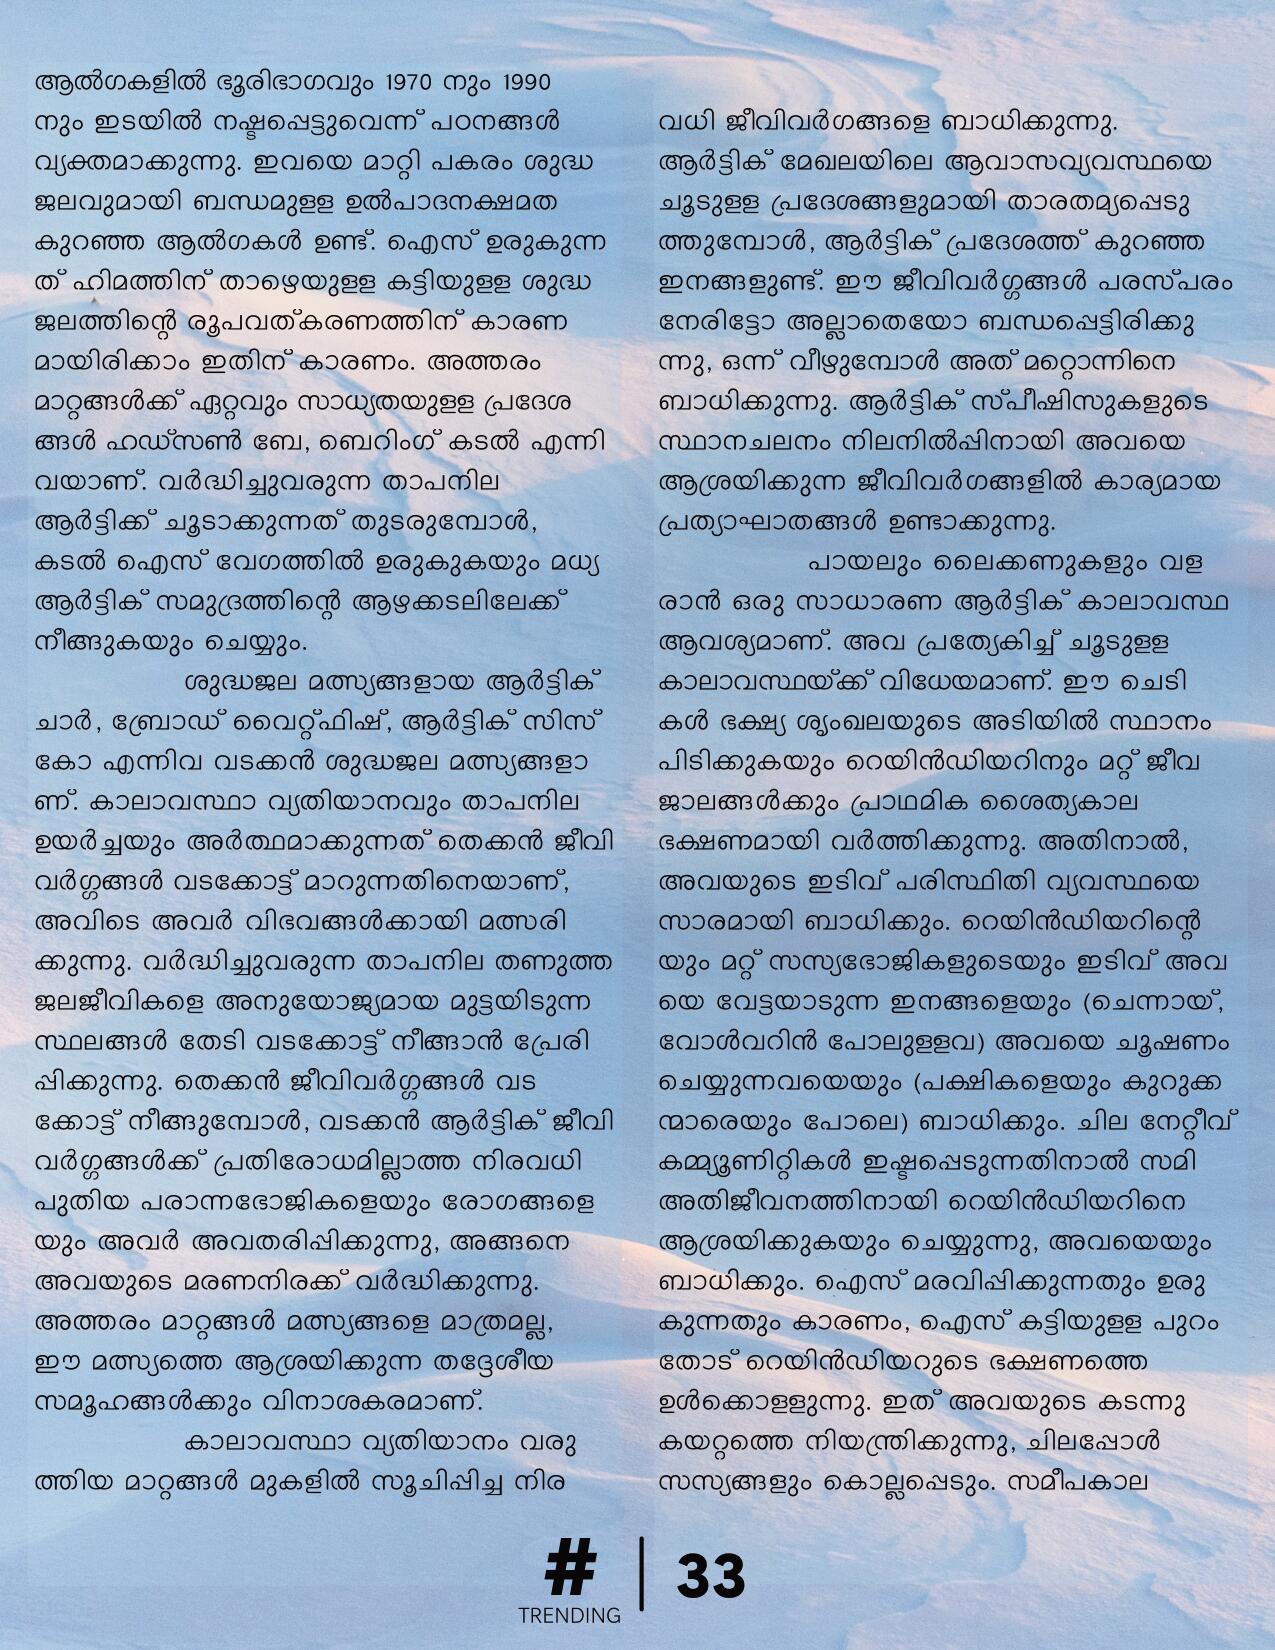 ആൽഗകളിൽ ഭൂരിഭാഗവും 1970 നും 1990
നും ഇടയിൽ നഷ്ടപ്പെട്ടുവെന്ന് പഠനങ്ങൾ
വ്യക്തമാക്കുന്നു. ഇവയെ മാറ്റി പകരം ശുദ്ധ
ജലവുമായി ബന്ധമുളള ഉൽപാദനക്ഷമത
കുറഞ്ഞ ആൽഗകൾ ഉണ്ട്. ഐസ് ഉരുകുന്ന
ത് ഹിമത്തിന് താഴെയുളള കട്ടിയുളള ശുദ്ധ
ജലത്തിന്റെ രൂപവത്കരണത്തിന് കാരണ
മായിരിക്കാം ഇതിന് കാരണം. അത്തരം
മാറ്റങ്ങൾക്ക് ഏറ്റവും സാധ്യതയുളള പ്രദേശ
ങ്ങൾ ഹഡ്സൺ ബേ, ബെറിംഗ് കടൽ എന്നി
വയാണ്. വർദ്ധിച്ചുവരുന്ന താപനില
ആർട്ടിക്ക് ചൂടാക്കുന്നത് തുടരുമ്പോൾ,
കടൽ ഐസ് വേഗത്തിൽ ഉരുകുകയും മധ്യ
ആർട്ടിക് സമുദ്രത്തിന്റെ ആഴക്കടലിലേക്ക്
നീങ്ങുകയും ചെയ്യും.
ശുദ്ധജല മത്സ്യങ്ങളായ ആർട്ടിക്
ചാർ, ബ്രോഡ് വൈറ്റ്ഫിഷ്, ആർട്ടിക് സിസ്
കോ എന്നിവ വടക്കൻ ശുദ്ധജല മത്സ്യങ്ങളാ
ണ്. കാലാവസ്ഥാ വ്യതിയാനവും താപനില
ഉയർച്ചയും അർത്ഥമാക്കുന്നത് തെക്കൻ ജീവി
വർഗ്ഗങ്ങൾ വടക്കോട്ട് മാറുന്നതിനെയാണ്,
അവിടെ അവർ വിഭവങ്ങൾക്കായി മത്സരി
ക്കുന്നു. വർദ്ധിച്ചുവരുന്ന താപനില തണുത്ത
ജലജീവികളെ അനുയോജ്യമായ മുട്ടയിടുന്ന
സ്ഥലങ്ങൾ തേടി വടക്കോട്ട് നീങ്ങാൻ പ്രേരി
പ്പിക്കുന്നു. തെക്കൻ ജീവിവർഗ്ഗങ്ങൾ വട
ക്കോട്ട് നീങ്ങുമ്പോൾ, വടക്കൻ ആർട്ടിക് ജീവി
വർഗ്ഗങ്ങൾക്ക് പ്രതിരോധമില്ലാത്ത നിരവധി
പുതിയ പരാന്നഭോജികളെയും രോഗങ്ങളെ
യും അവർ അവതരിപ്പിക്കുന്നു, അങ്ങനെ
അവയുടെ മരണനിരക്ക് വർദ്ധിക്കുന്നു.
അത്തരം മാറ്റങ്ങൾ മത്സ്യങ്ങളെ മാത്രമല്ല,
ഈ മത്സ്യത്തെ ആശ്രയിക്കുന്ന തദ്ദേശീയ
സമൂഹങ്ങൾക്കും വിനാശകരമാണ്.
കാലാവസ്ഥാ വ്യതിയാനം വരു
ത്തിയ മാറ്റങ്ങൾ മുകളിൽ സൂചിപ്പിച്ച നിര
വധി ജീവിവർഗങ്ങളെ ബാധിക്കുന്നു.
ആർട്ടിക് മേഖലയിലെ ആവാസവ്യവസ്ഥയെ
ചൂടുളള പ്രദേശങ്ങളുമായി താരതമ്യപ്പെടു
ത്തുമ്പോൾ, ആർട്ടിക് പ്രദേശത്ത് കുറഞ്ഞ
ഇനങ്ങളുണ്ട്. ഈ ജീവിവർഗ്ഗങ്ങൾ പരസ്പരം
നേരിട്ടോ അല്ലാതെയോ ബന്ധപ്പെട്ടിരിക്കു
ന്നു, ഒന്ന് വീഴുമ്പോൾ അത് മറ്റൊന്നിനെ
ബാധിക്കുന്നു. ആർട്ടിക് സ്പീഷിസുകളുടെ
സ്ഥാനചലനം നിലനിൽപ്പിനായി അവയെ
ആശ്രയിക്കുന്ന ജീവിവർഗങ്ങളിൽ കാര്യമായ
പ്രത്യാഘാതങ്ങൾ ഉണ്ടാക്കുന്നു.
പായലും ലൈക്കണുകളും വള
രാൻ ഒരു സാധാരണ ആർട്ടിക് കാലാവസ്ഥ
ആവശ്യമാണ്. അവ പ്രത്യേകിച്ച് ചൂടുളള
കാലാവസ്ഥയ്ക്ക് വിധേയമാണ്. ഈ ചെടി
കൾ ഭക്ഷ്യ ശൃംഖലയുടെ അടിയിൽ സ്ഥാനം
പിടിക്കുകയും റെയിൻഡിയറിനും മറ്റ് ജീവ
ജാലങ്ങൾക്കും പ്രാഥമിക ശൈത്യകാല
ഭക്ഷണമായി വർത്തിക്കുന്നു. അതിനാൽ,
അവയുടെ ഇടിവ് പരിസ്ഥിതി വ്യവസ്ഥയെ
സാരമായി ബാധിക്കും. റെയിൻഡിയറിന്റെ
യും മറ്റ് സസ്യഭോജികളുടെയും ഇടിവ് അവ
യെ വേട്ടയാടുന്ന ഇനങ്ങളെയും (ചെന്നായ്,
വോൾവറിൻ പോലുളളവ) അവയെ ചൂഷണം
ചെയ്യുന്നവയെയും (പക്ഷികളെയും കുറുക്ക
ന്മാരെയും പോലെ) ബാധിക്കും. ചില നേറ്റീവ്
കമ്മ്യൂണിറ്റികൾ ഇഷ്ടപ്പെടുന്നതിനാൽ സമി
അതിജീവനത്തിനായി റെയിൻഡിയറിനെ
ആശ്രയിക്കുകയും ചെയ്യുന്നു, അവയെയും
ബാധിക്കും. ഐസ് മരവിപ്പിക്കുന്നതും ഉരു
കുന്നതും കാരണം, ഐസ് കട്ടിയുളള പുറം
തോട് റെയിൻഡിയറുടെ ഭക്ഷണത്തെ
ഉൾക്കൊളളുന്നു. ഇത് അവയുടെ കടന്നു
കയറ്റത്തെ നിയന്ത്രിക്കുന്നു, ചിലപ്പോൾ
സസ്യങ്ങളും കൊല്ലപ്പെടും. സമീപകാല
# | 33
TRENDING